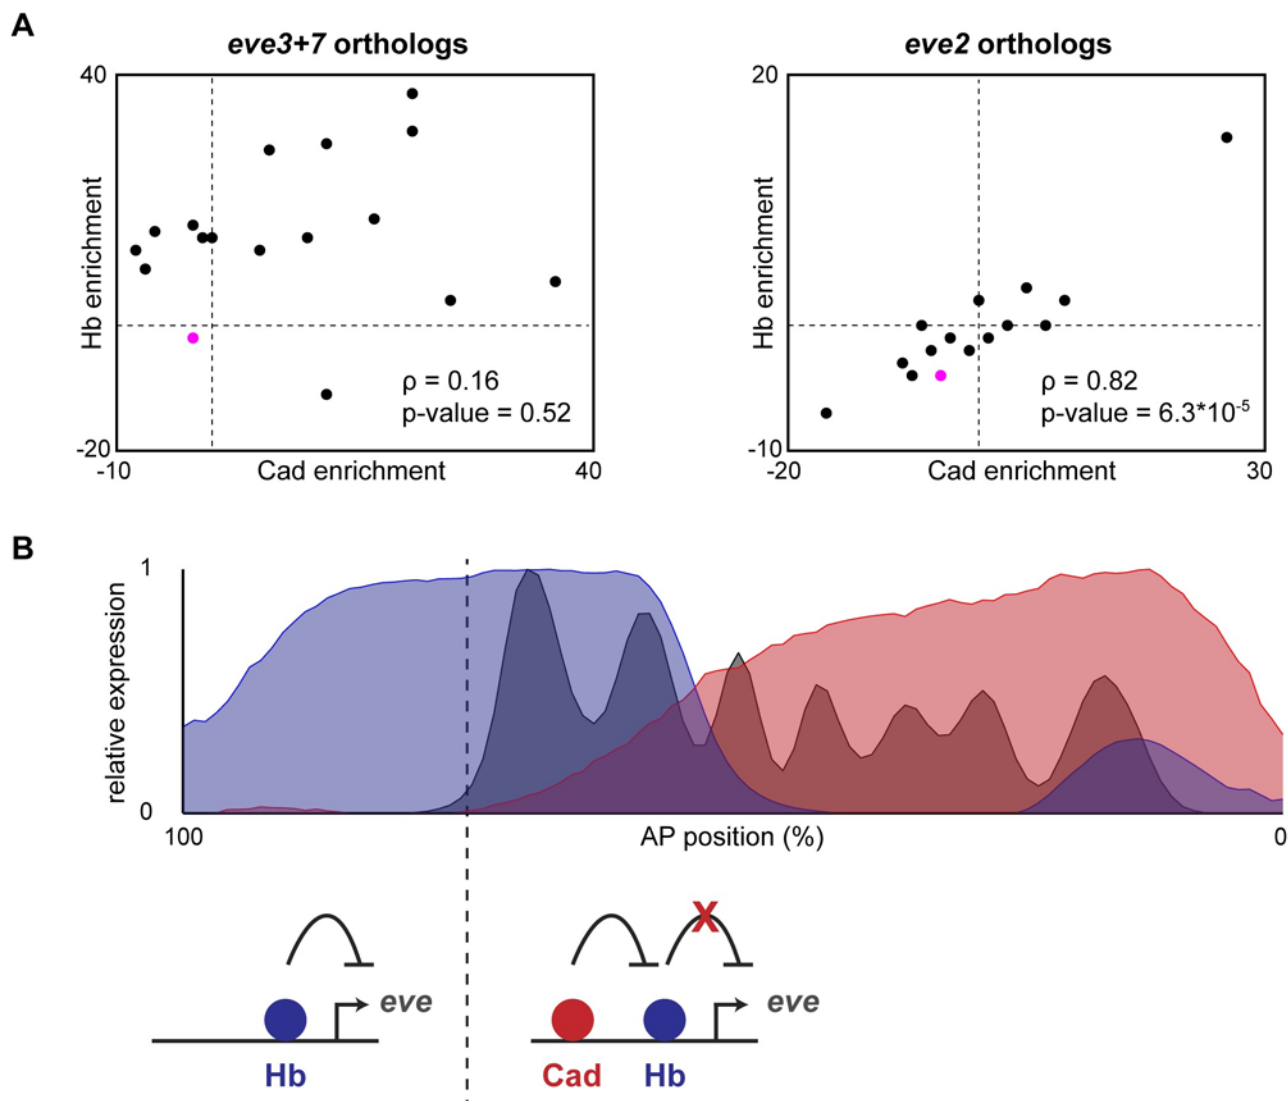 A
eve3+7 orthologs
40
Hb enrichment
ρ = 0.16
p-value = 0.52
-20
-10
Cad enrichment
40
eve2 orthologs
20
Hb enrichment
ρ = 0.82
p-value = 6.3*10-5
-10
-20
Cad enrichment
30
B
1
relative expression
0
100
AP position (%)
0
X
eve
Hb
eve
Cad
Hb